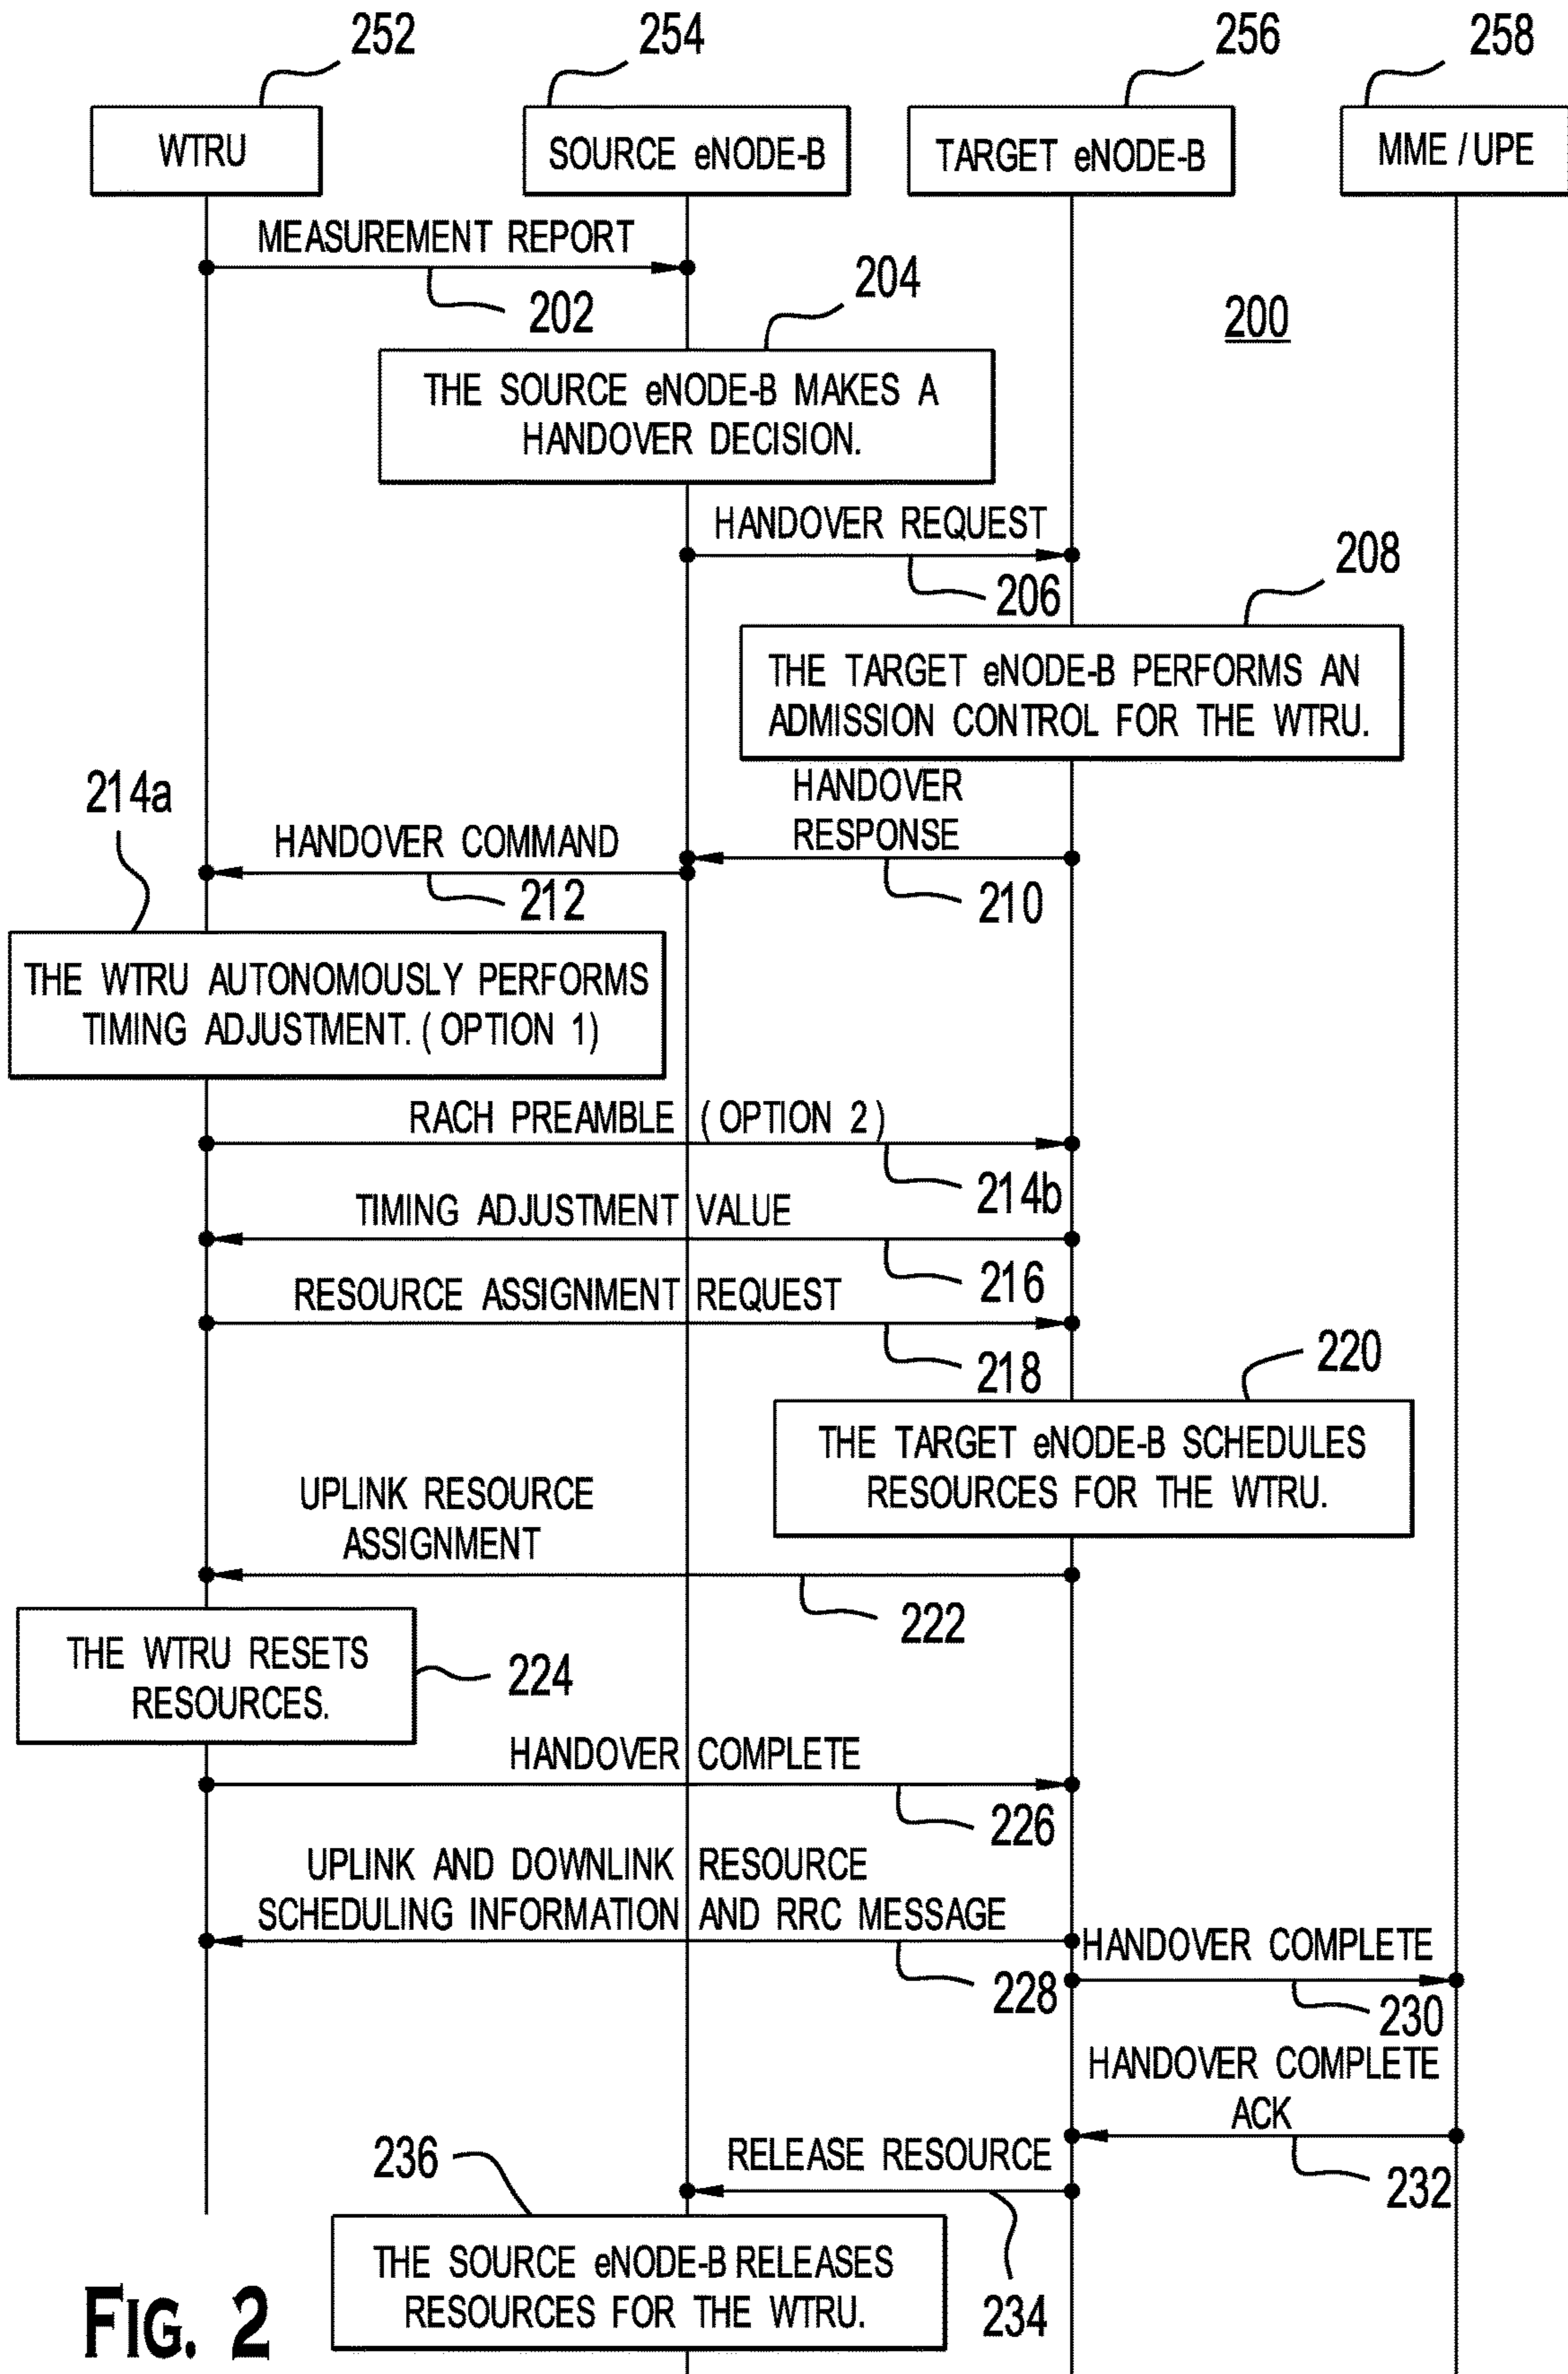 252
254
256
258
WTRU
SOURCE eNODE-B
TARGET eNODE-B
MME / UPE
MEASUREMENT REPORT
202
204
200
THE SOURCE eNODE-B MAKES A
HANDOVER DECISION.
HANDOVER REQUEST
206
208
THE TARGET eNODE-B PERFORMS AN
ADMISSION CONTROL FOR THE WTRU.
HANDOVER
RESPONSE
210
214a
HANDOVER COMMAND
212
THE WTRU AUTONOMOUSLY PERFORMS
TIMING ADJUSTMENT. ( OPTION 1)
RACH PREAMBLE ( OPTION 2 )
214b
TIMING ADJUSTMENT VALUE
216
RESOURCE ASSIGNMENT REQUEST
218
220
THE TARGET eNODE-B SCHEDULES
RESOURCES FOR THE WTRU.
UPLINK RESOURCE
ASSIGNMENT
222
THE WTRU RESETS
RESOURCES.
224
HANDOVER COMPLETE
226
UPLINK AND DOWNLINK RESOURCE
SCHEDULING INFORMATION AND RRC MESSAGE
228
HANDOVER COMPLETE
230
HANDOVER COMPLETE
ACK
232
RELEASE RESOURCE
234
236
THE SOURCE eNODE-B RELEASES
RESOURCES FOR THE WTRU.
FIG. 2